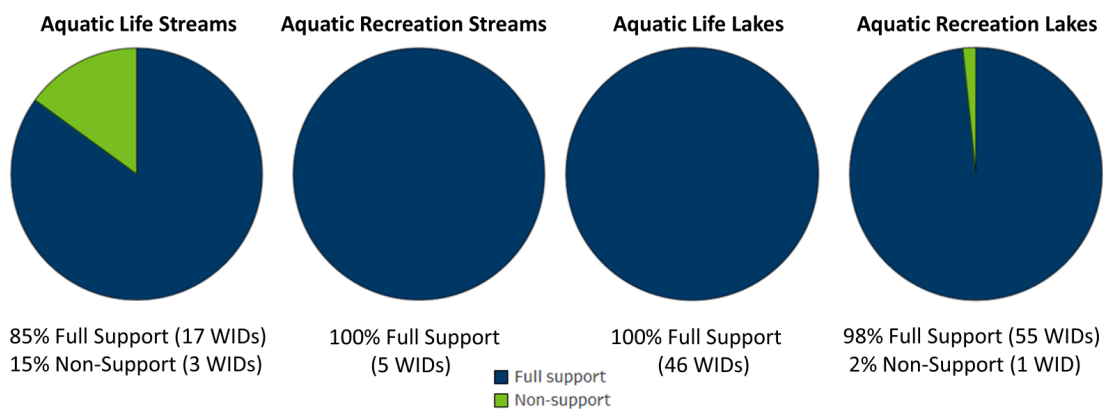 Aquatic Life Streams
Aquatic Recreation Streams
Aquatic Life Lakes
Aquatic Recreation Lakes
85% Full Support (17 WIDs)
15% Non-Support (3 WIDs)
100% Full Support
(5 WIDs)
100% Full Support
(46 WIDs)
98% Full Support (55 WIDs)
2% Non-Support (1 WID)
Full support
Non-support